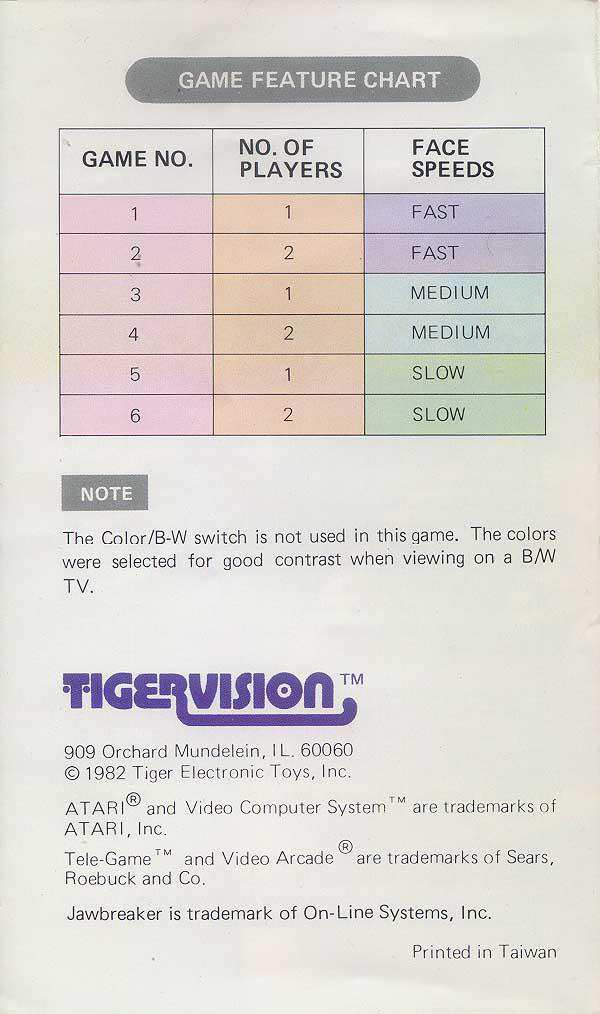 GAME FEATURE CHART
GAME NO. NO. OF PLAYERS FACE SPEEDS
1 1 FAST
2 2 FAST
3 1 MEDIUM
4 2 MEDIUM
5 1 SLOW
6 2 SLOW
NOTE
The Color/B-W switch is not used in this game. The colors
were selected for good contrast when viewing on a B/W
TV.
TIGERVISION™
909 Orchard Mundelein, IL. 60060
© 1982 Tiger Electronic Toys, Inc.
ATARI® and Video Computer System™ are trademarks of
ATARI, Inc.
Tele-Game™ and Video Arcade® are trademarks of Sears,
Roebuck and Co.
Jawbreaker is trademark of On-Line Systems, Inc.
Printed in Taiwan